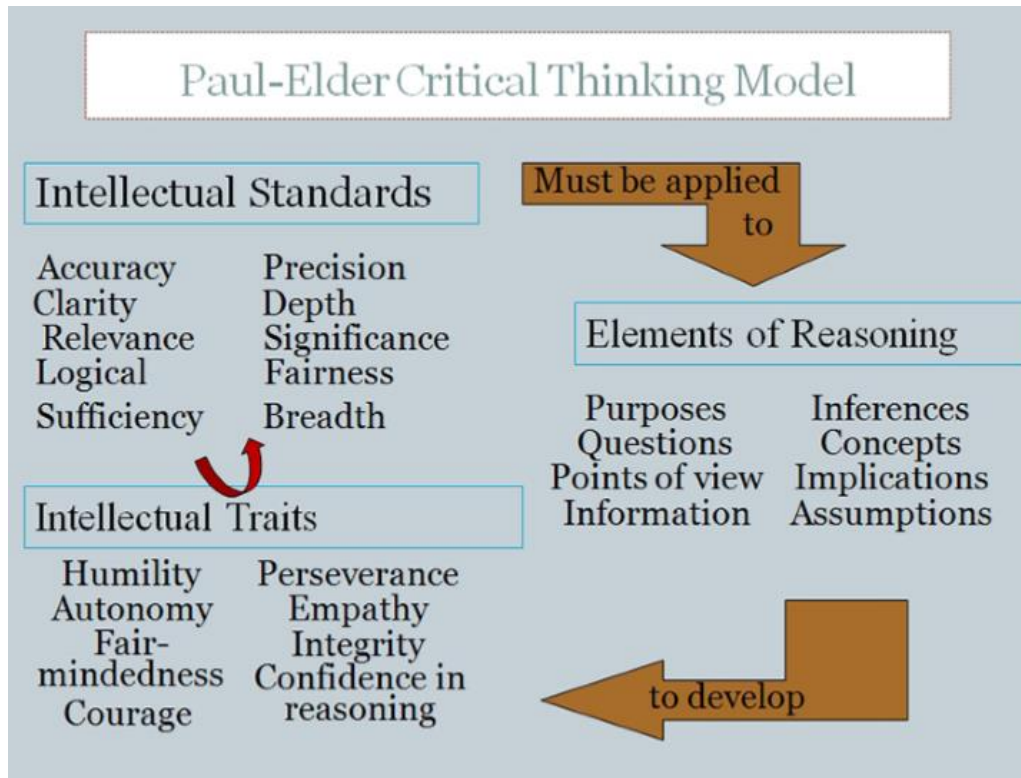 Paul-Elder Critical Thinking Model
Intellectual Standards
Accuracy
Clarity
Relevance
Logical
Sufficiency
Precision
Depth
Significance
Fairness
Breadth
Must be applied
to
Elements of Reasoning
Purposes
Questions
Points of view
Information
Inferences
Concepts
Implications
Assumptions
to develop
Intellectual Traits
Humility
Autonomy
Fair-
mindedness
Courage
Perseverance
Empathy
Integrity
Confidence in
reasoning